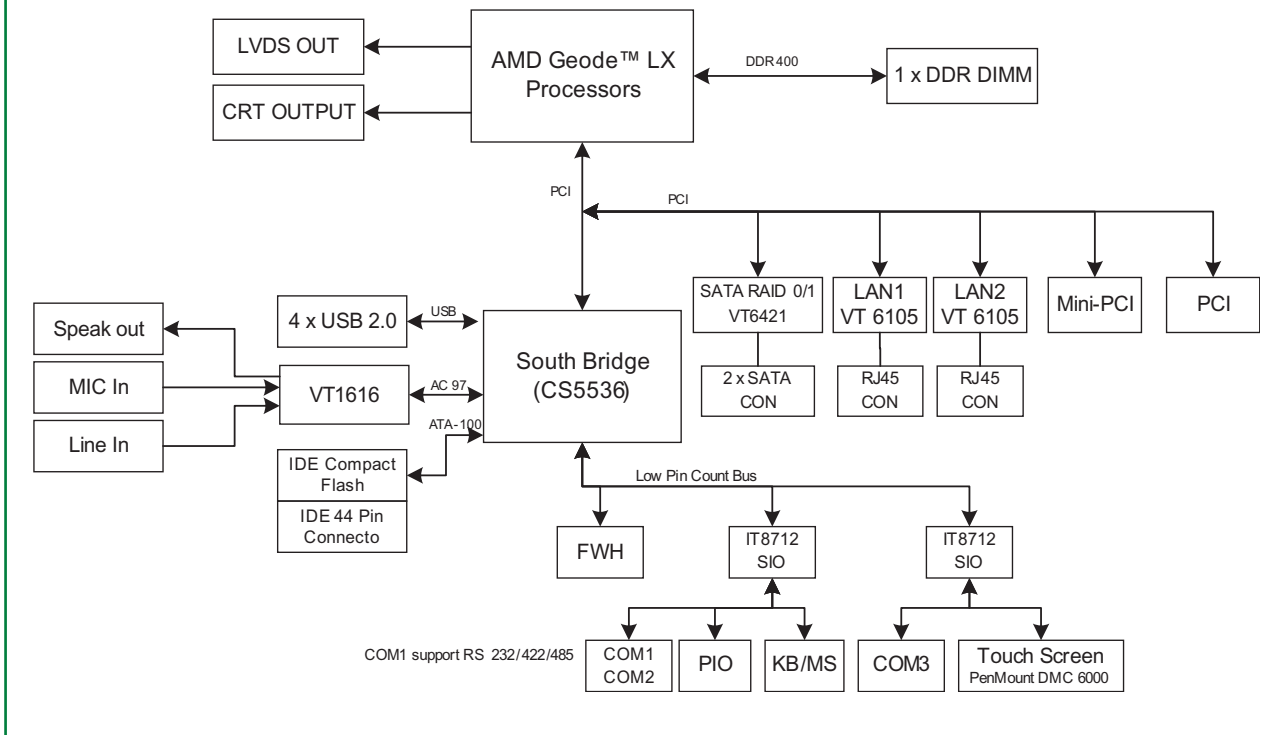 LVDS OUT
CRT OUTPUT
AMD Geode™ LX
Processors
DDR400
1 x DDR DIMM
PCI
PCI
SATA RAID 0/1
VT6421
LAN1
VT 6105
LAN2
VT 6105
Mini-PCI
PCI
2 x SATA
CON
RJ45
CON
RJ45
CON
Speak out
MIC In
Line In
4 x USB 2.0
USB
VT1616
AC 97
ATA-100
South Bridge
(CS5536)
IDE Compact
Flash
IDE 44 Pin
Connecto
Low Pin Count Bus
FWH
IT8712
SIO
IT8712
SIO
COM1 support RS 232/422/485
COM1
COM2
PIO
KB/MS
COM3
Touch Screen
PenMount DMC 6000